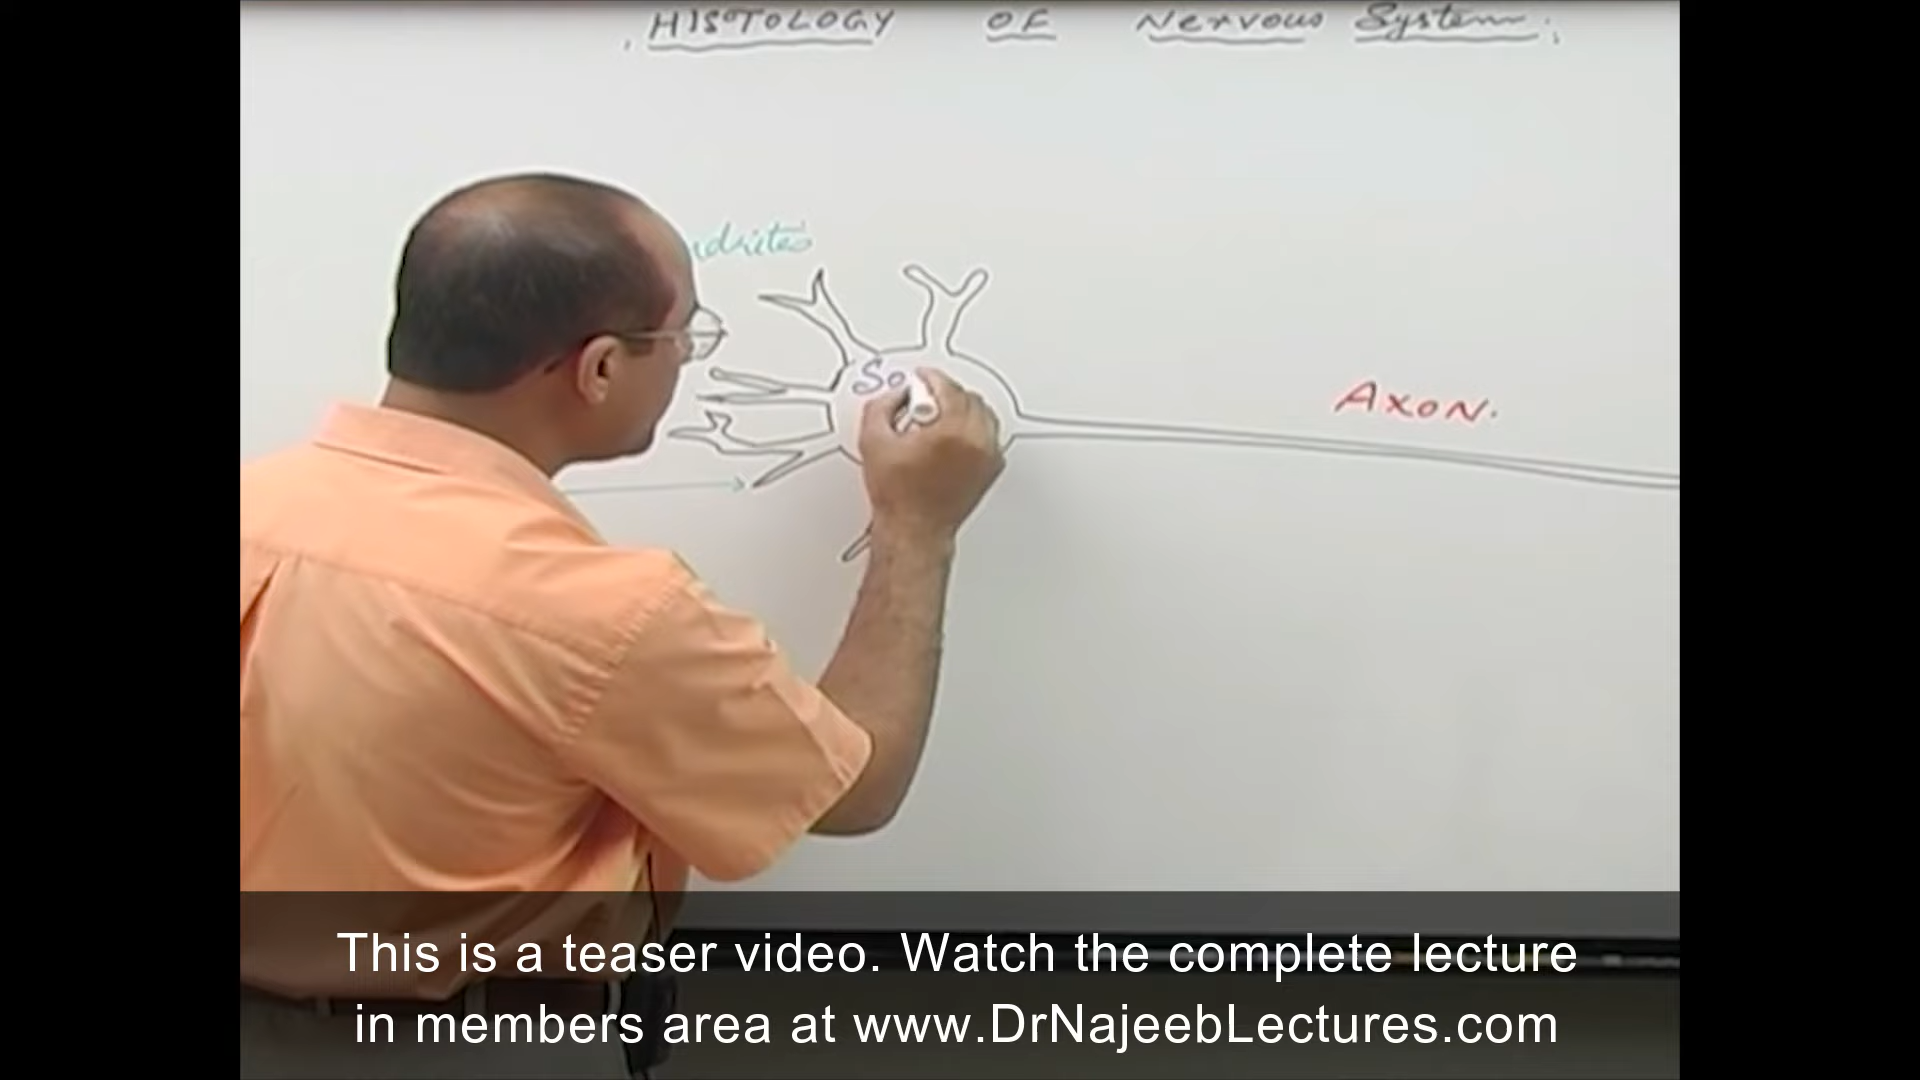 HISTOLOGY OF Nervous System
ndrites
So
AXON.
This is a teaser video. Watch the complete lecture
in members area at www.DrNajeebLectures.com